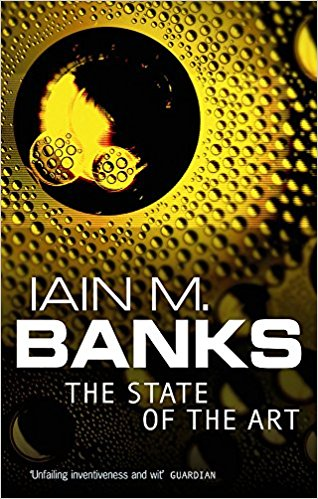 IAIN M.
BANKS
THE STATE
OF THE ART
'Unfailing inventiveness and wit' GUARDIAN